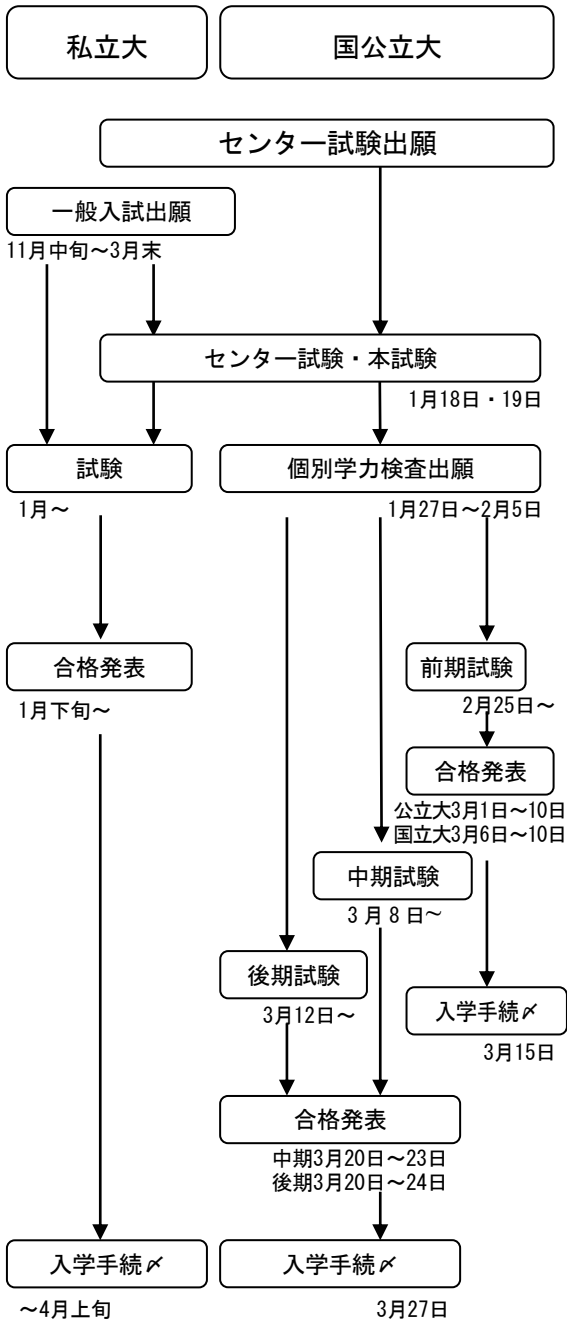 私立大
国公立大
センター試験出願
一般入試出願
11月中旬～3月末
センター試験・本試験
1月18日・19日
試験
1月～
個別学力検査出願
1月27日～2月5日
合格発表
1月下旬～
前期試験
2月25日～
合格発表
公立大3月1日～10日
国立大3月6日～10日
中期試験
3月8日～
後期試験
3月12日～
入学手続〆
3月15日
合格発表
中期3月20日～23日
後期3月20日～24日
入学手続〆
～4月上旬
入学手続〆
3月27日